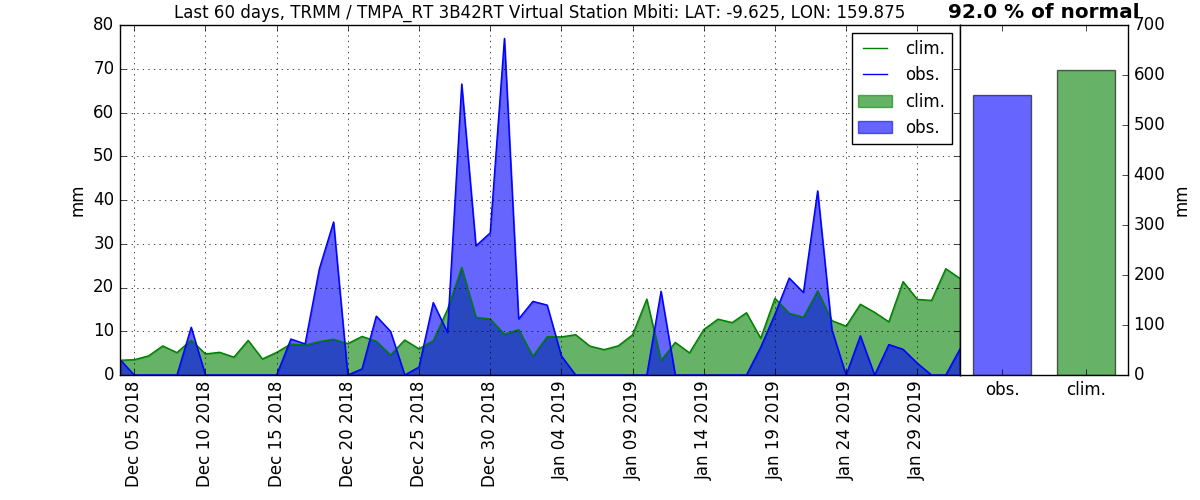 Last 60 days, TRMM / TMPA_RT 3B42RT Virtual Station Mbiti: LAT: -9.625, LON: 159.875
92.0 % of normal
80
70
60
50
40
30
20
10
0
mm
clim.
obs.
clim.
obs.
700
600
500
400
300
200
100
0
mm
Dec 05 2018
Dec 10 2018
Dec 15 2018
Dec 20 2018
Dec 25 2018
Dec 30 2018
Jan 04 2019
Jan 09 2019
Jan 14 2019
Jan 19 2019
Jan 24 2019
Jan 29 2019
obs. clim.